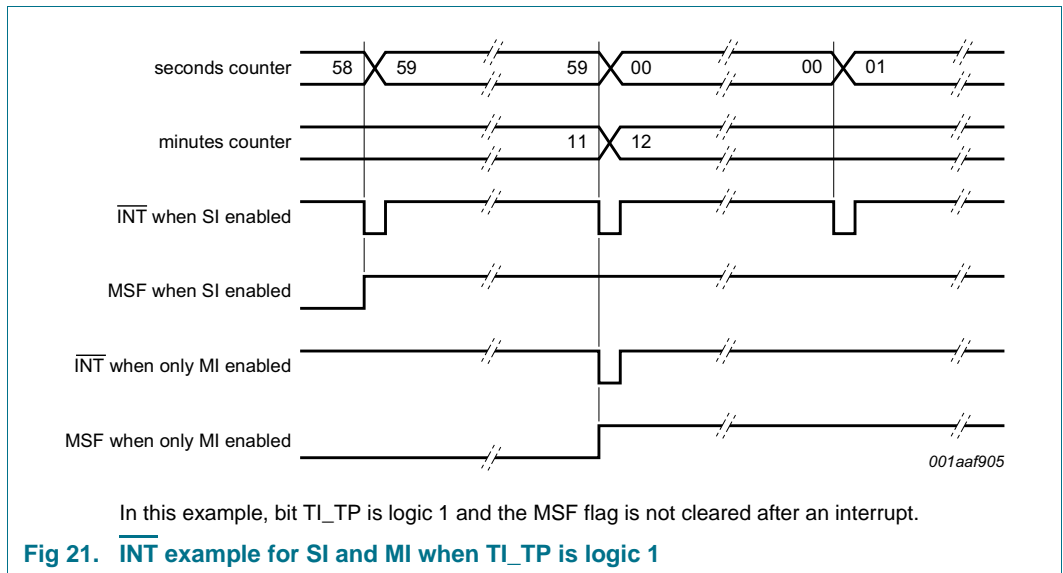 seconds counter 58 59 59 00 00 01
minutes counter 11 12
INT when SI enabled
MSF when SI enabled
INT when only MI enabled
MSF when only MI enabled
001aaf905
In this example, bit TI_TP is logic 1 and the MSF flag is not cleared after an interrupt.
Fig 21. INT example for SI and MI when TI_TP is logic 1